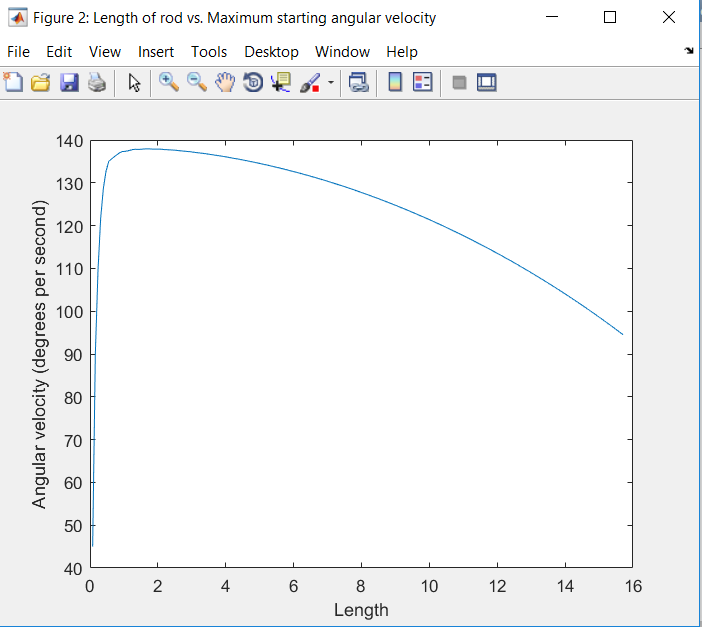 Figure 2: Length of rod vs. Maximum starting angular velocity
File Edit View Insert Tools Desktop Window Help
140
130
120
110
100
90
80
70
60
50
40
Angular velocity (degrees per second)
0 2 4 6 8 10 12 14 16
Length